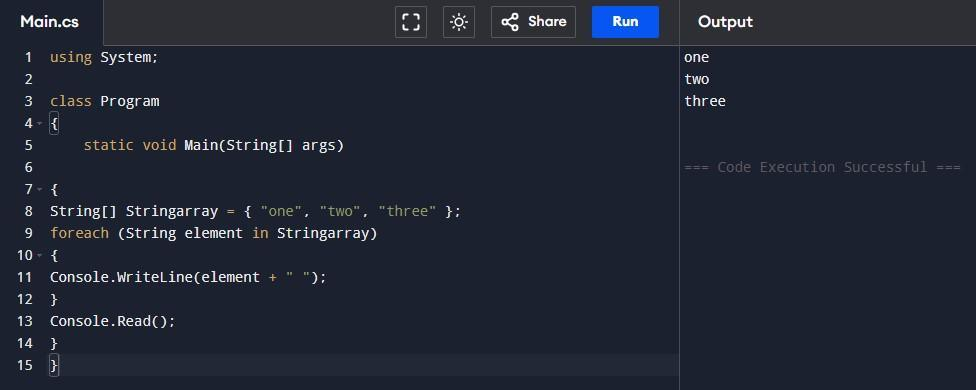 Main.cs
Share
Run
Output
1 using System;
2
3 class Program
4 {
5 static void Main(String[] args)
6
7 {
8 String[] Stringarray = { "one", "two", "three" };
9 foreach (String element in Stringarray)
10 {
11 Console.WriteLine(element + " ");
12 }
13 Console.Read();
14 }
15 }
one
two
three
=== Code Execution Successful ===